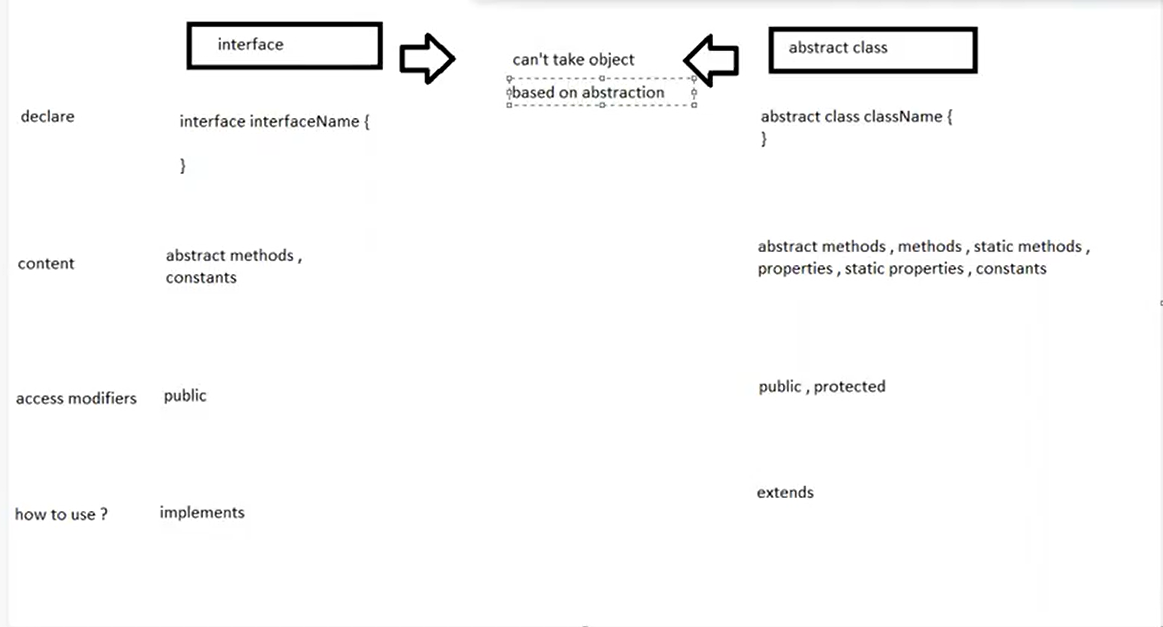 interface
can't take object
abstract class
based on abstraction
declare
interface interfaceName {
}
abstract class className {
}
content
abstract methods ,
constants
abstract methods , methods , static methods ,
properties , static properties , constants
access modifiers
public
public , protected
how to use ?
implements
extends